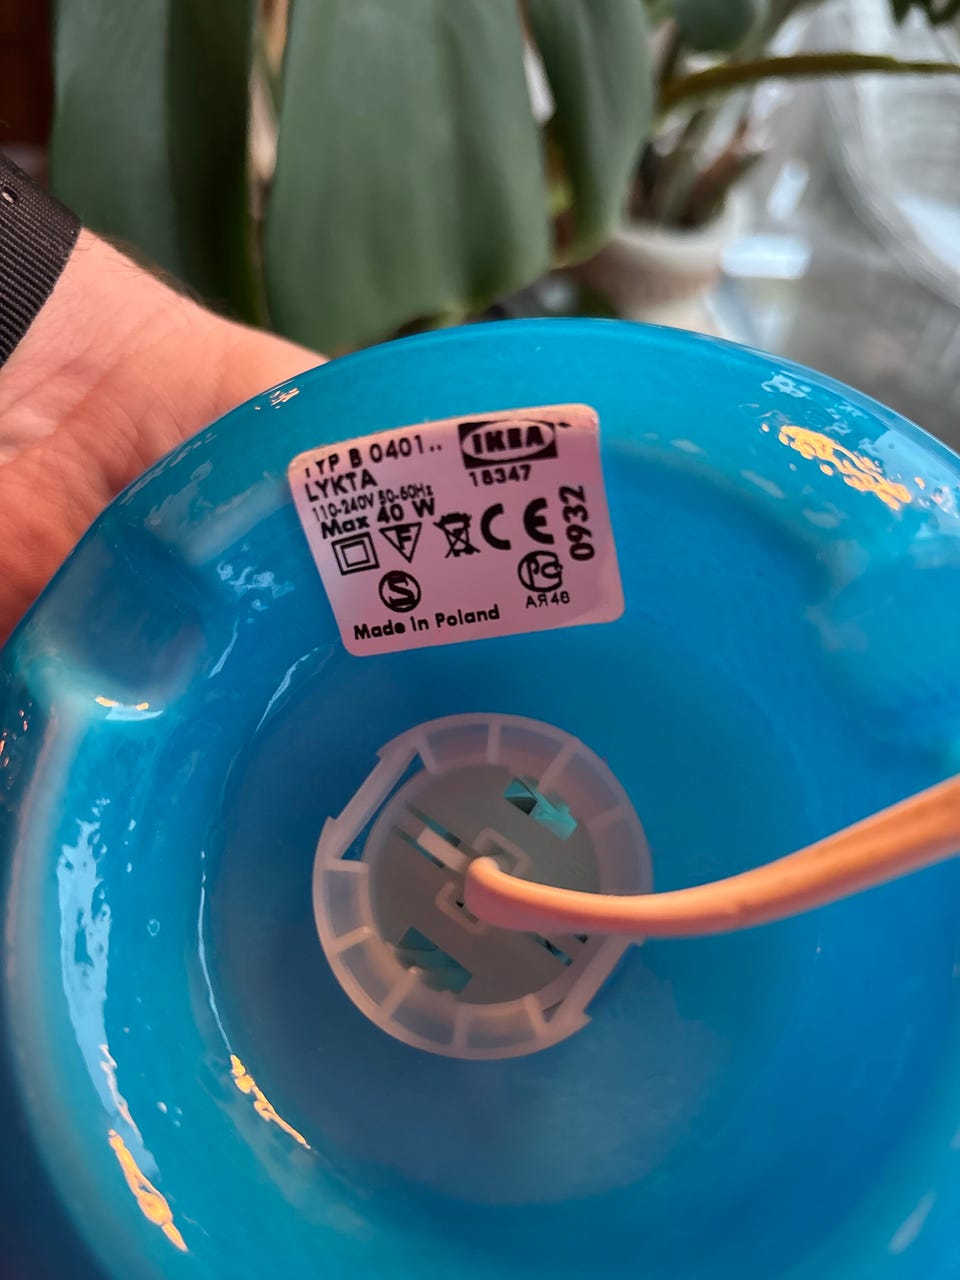 TYP B 0401..
IKEA
LYKTA
18347
110-240V 50-60Hz
Max 40 W
F
CE
0932
S
АЯ46
Made in Poland